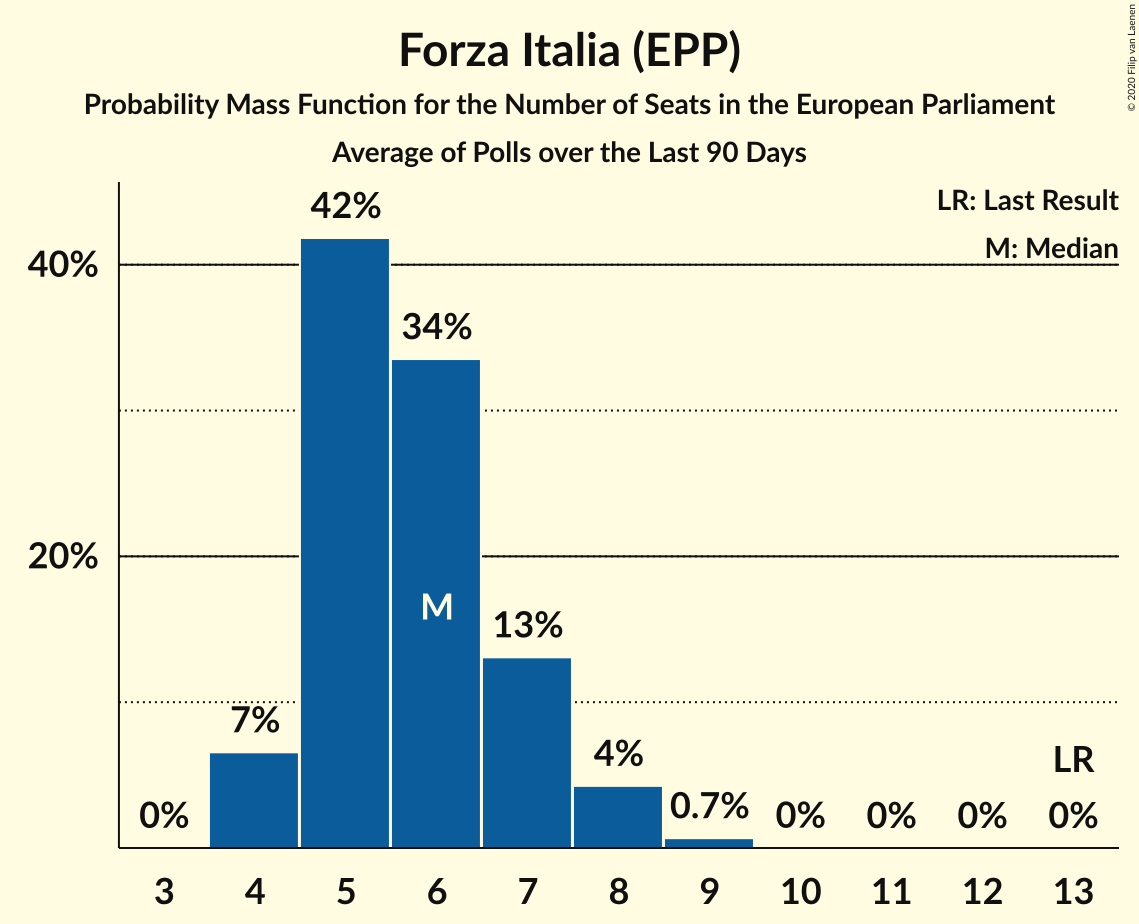 Forza Italia (EPP)
Probability Mass Function for the Number of Seats in the European Parliament
Average of Polls over the Last 90 Days
© 2020 Filip van Laenen
LR: Last Result
M: Median
40%
20%
0%
7%
42%
34%
13%
4%
0.7%
0%
0%
0%
0%
M
LR
3 4 5 6 7 8 9 10 11 12 13